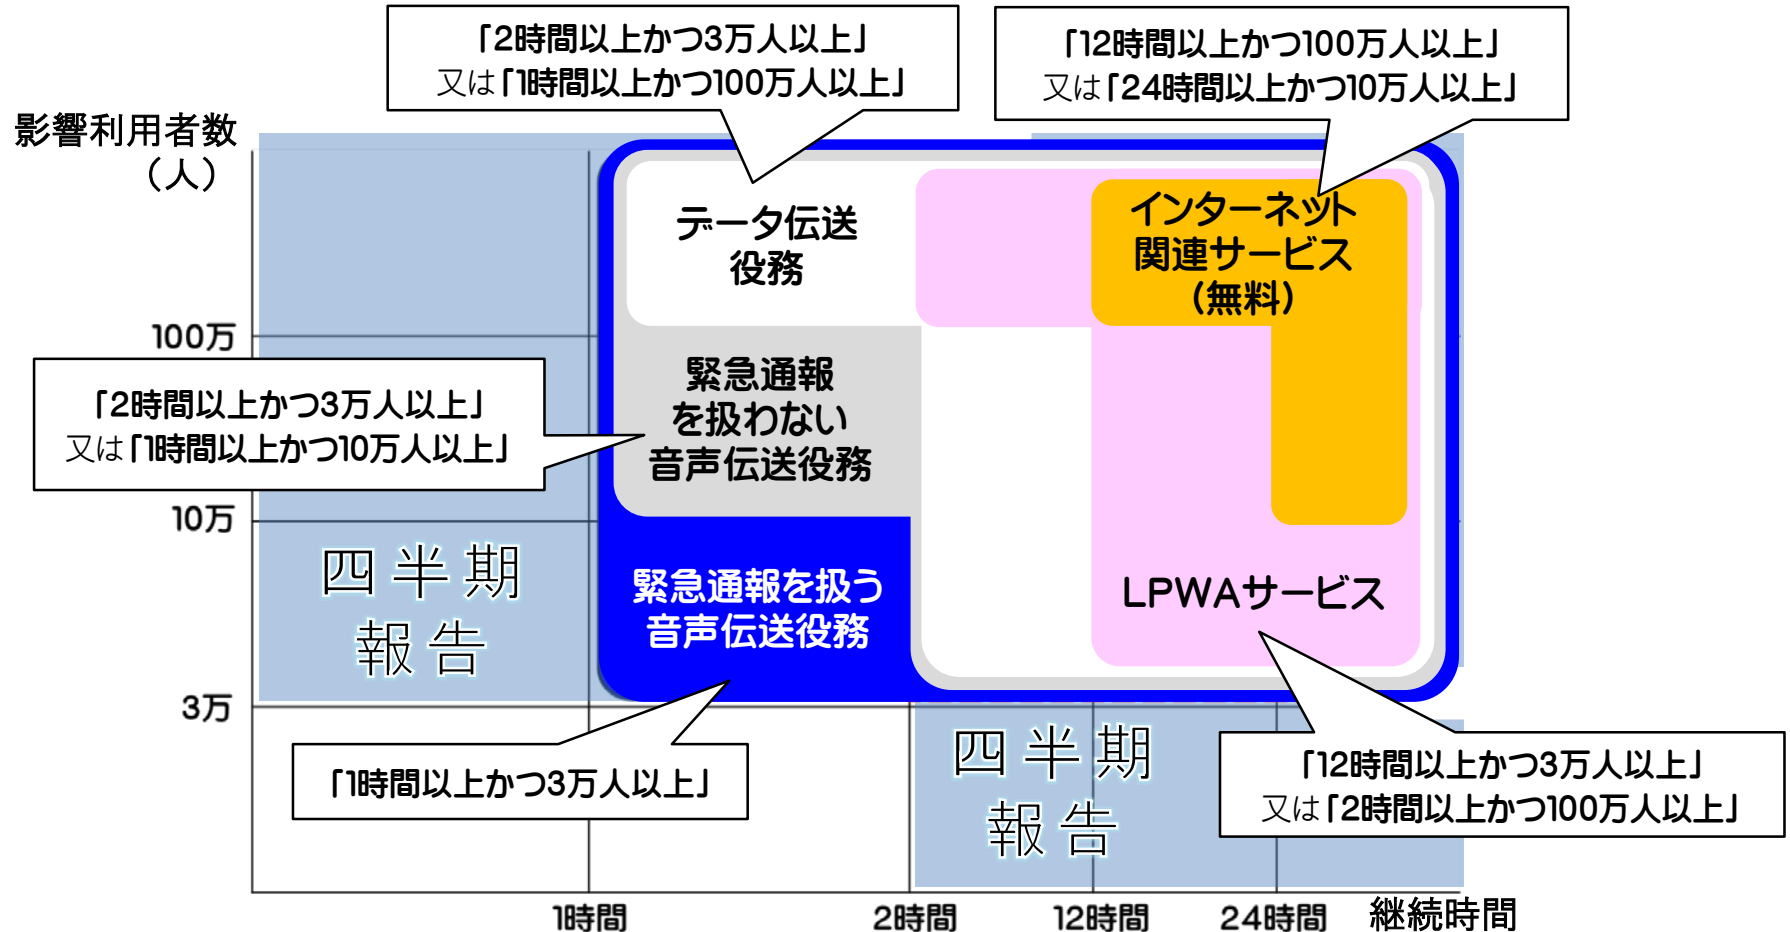 「2時間以上かつ3万人以上」
又は「1時間以上かつ100万人以上」
「12時間以上かつ100万人以上」
又は「24時間以上かつ10万人以上」
影響利用者数
（人）
データ伝送
役務
インターネット
関連サービス
（無料）
100万
緊急通報
を扱わない
音声伝送役務
「2時間以上かつ3万人以上」
又は「1時間以上かつ10万人以上」
10万
四半期
報告
緊急通報を扱う
音声伝送役務
LPWAサービス
3万
「1時間以上かつ3万人以上」
四半期
報告
「12時間以上かつ3万人以上」
又は「2時間以上かつ100万人以上」
1時間
2時間
12時間
24時間
継続時間